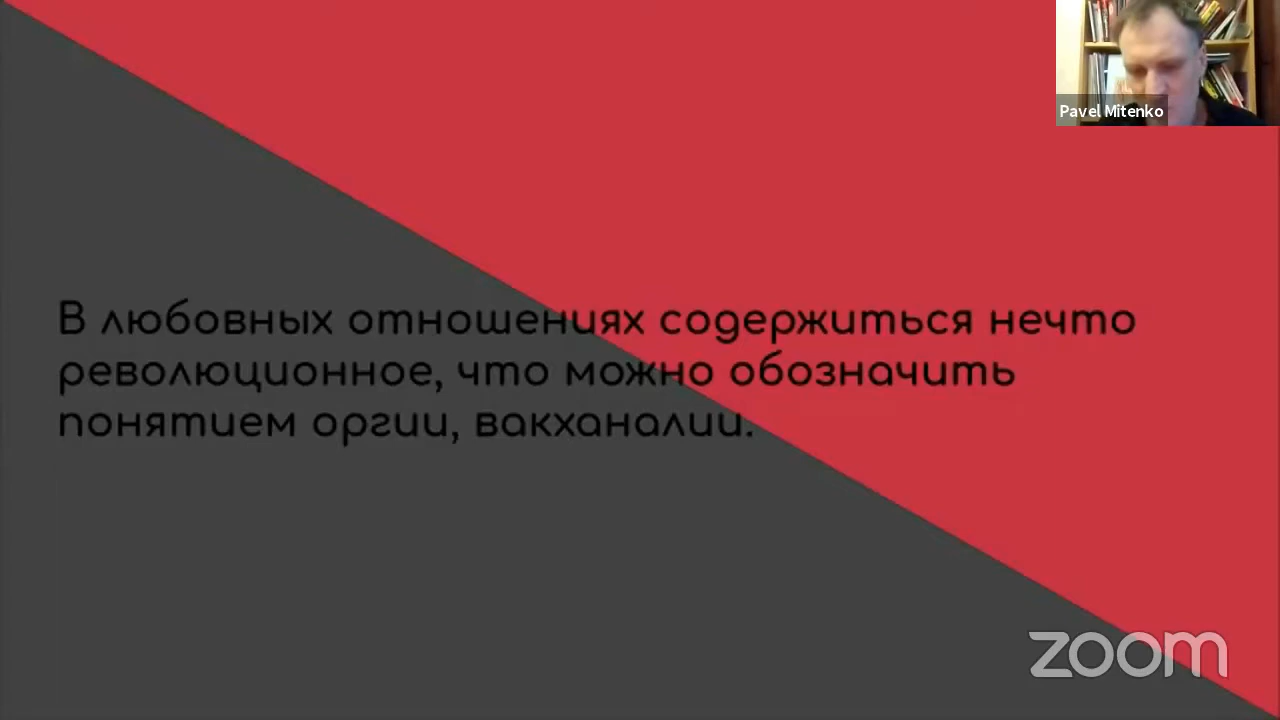 Pavel Mitenko
В любовных отношениях содержиться нечто
революционное, что можно обозначить
понятием оргии, вакханалии.
zoom